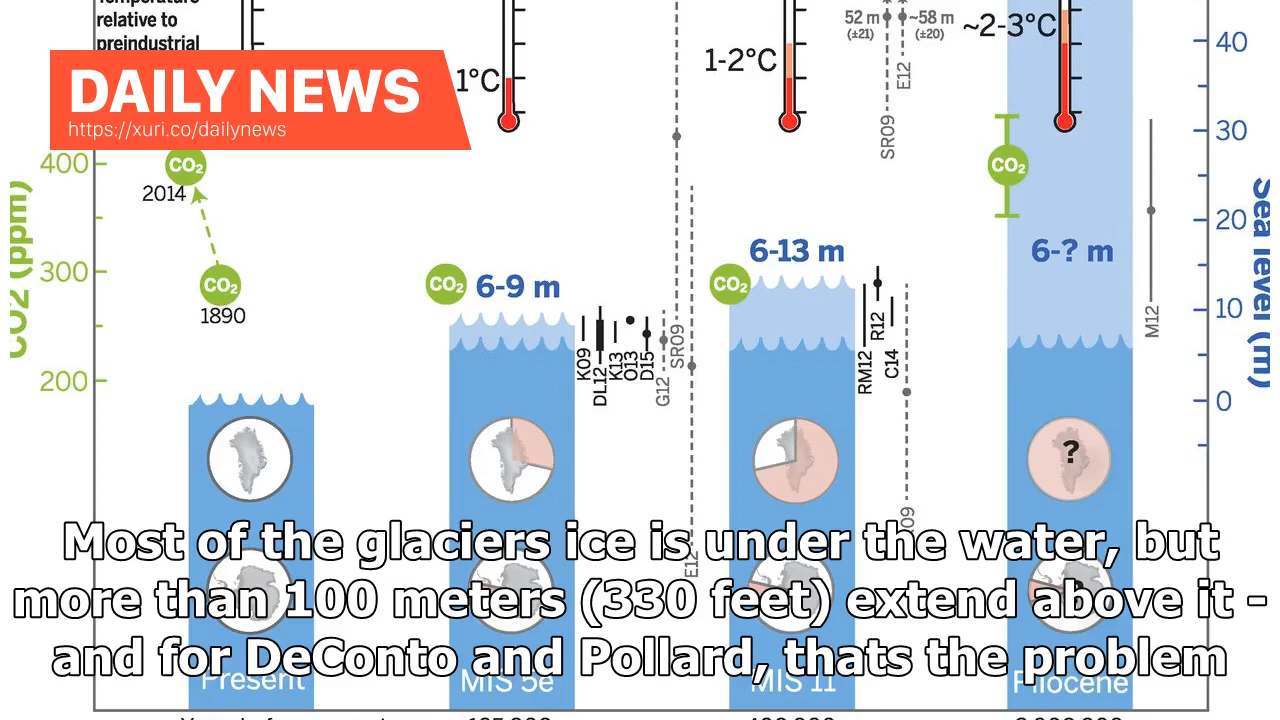 relative to
preindustrial
DAILY NEWS
https://xuri.co/dailynews
1°C
1-2°C
52 m
(±21)
~58 m
(±20)
~2-3°C
SR09
E12
CO2 (ppm)
400
300
200
CO₂
2014
CO₂
1890
CO₂
6-9 m
K09
DL12
K13
O13
D15
G12
SR09
E12
CO₂
6-13 m
RM12
R12
C14
CO₂
6-? m
M12
?
40
30
20
10
0
Sea level (m)
Most of the glaciers ice is under the water, but
more than 100 meters (330 feet) extend above it -
and for DeConto and Pollard, thats the problem
Present
MIS 5e
MIS 11
Pliocene